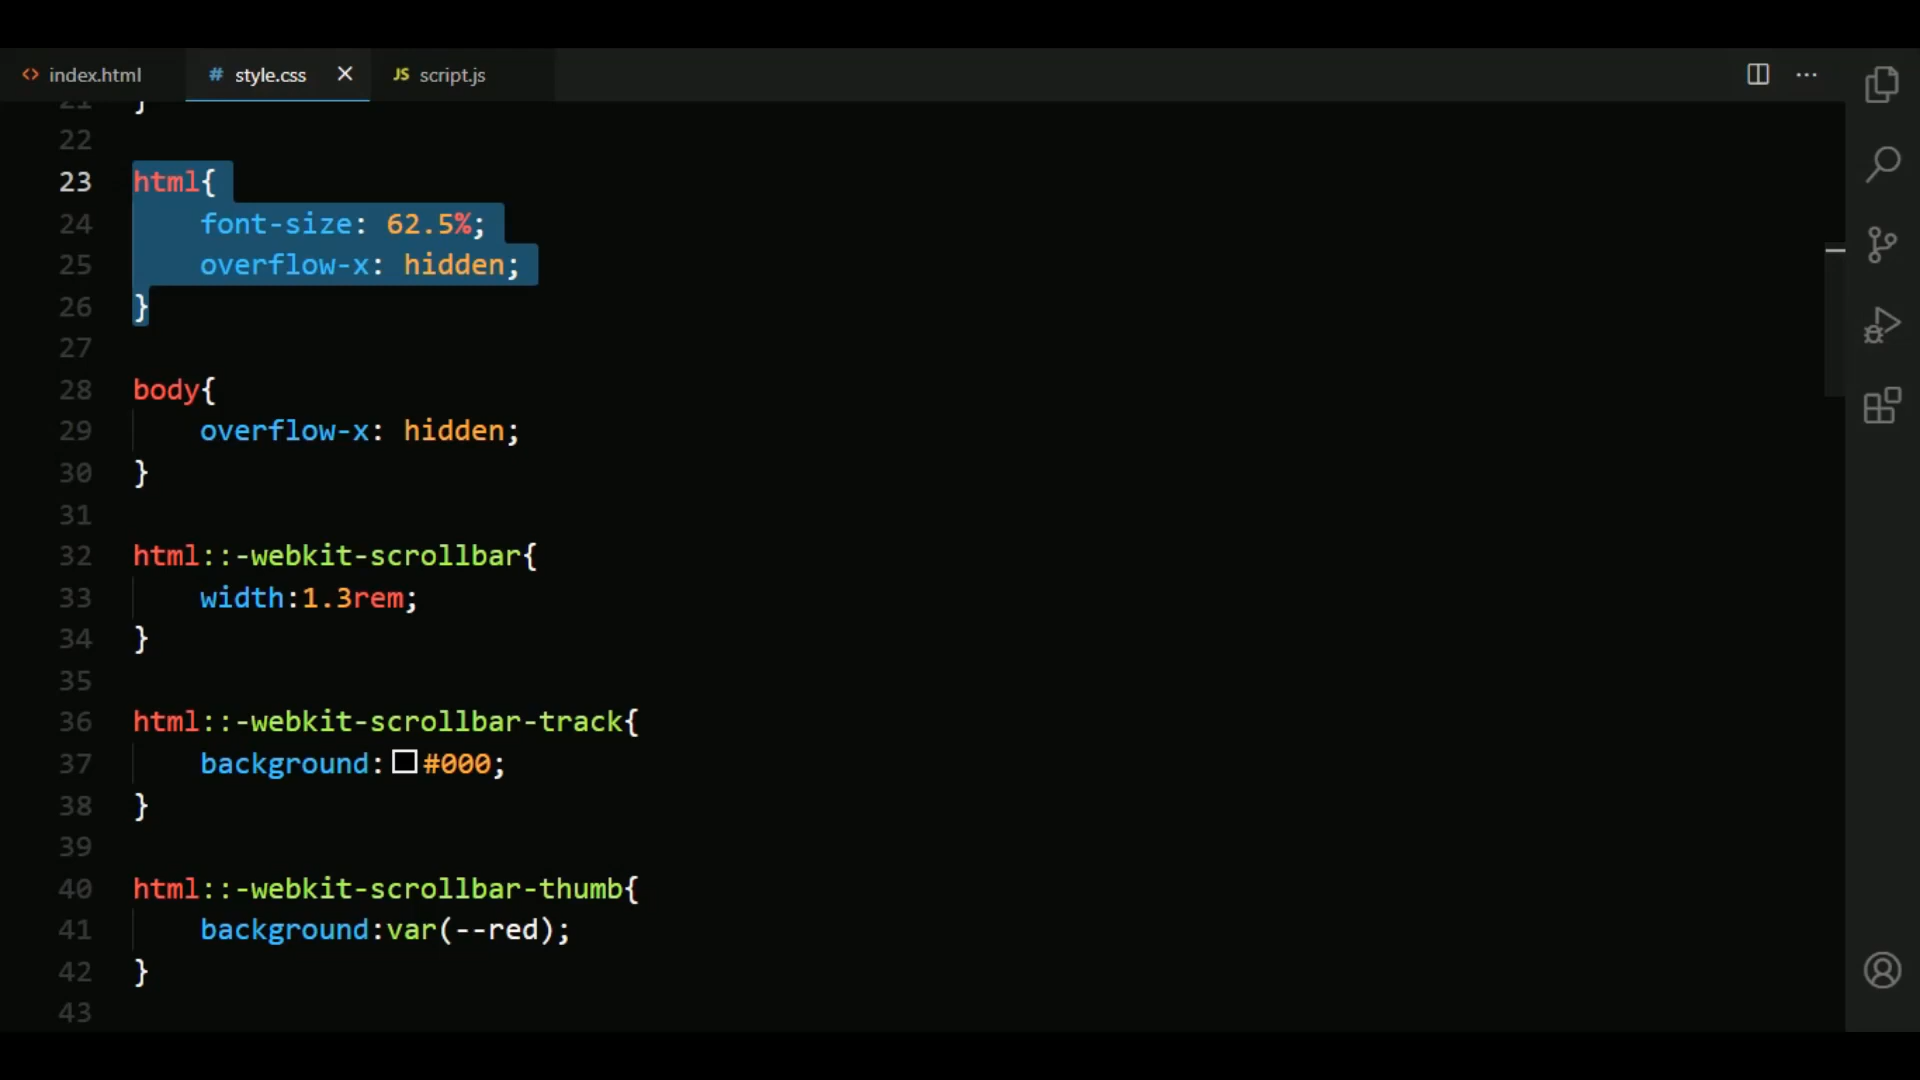 <> index.html # style.css × JS script.js ...
21 }
22
23 html{
24 font-size: 62.5%;
25 overflow-x: hidden;
26 }
27
28 body{
29 overflow-x: hidden;
30 }
31
32 html::-webkit-scrollbar{
33 width:1.3rem;
34 }
35
36 html::-webkit-scrollbar-track{
37 background:#000;
38 }
39
40 html::-webkit-scrollbar-thumb{
41 background:var(--red);
42 }
43